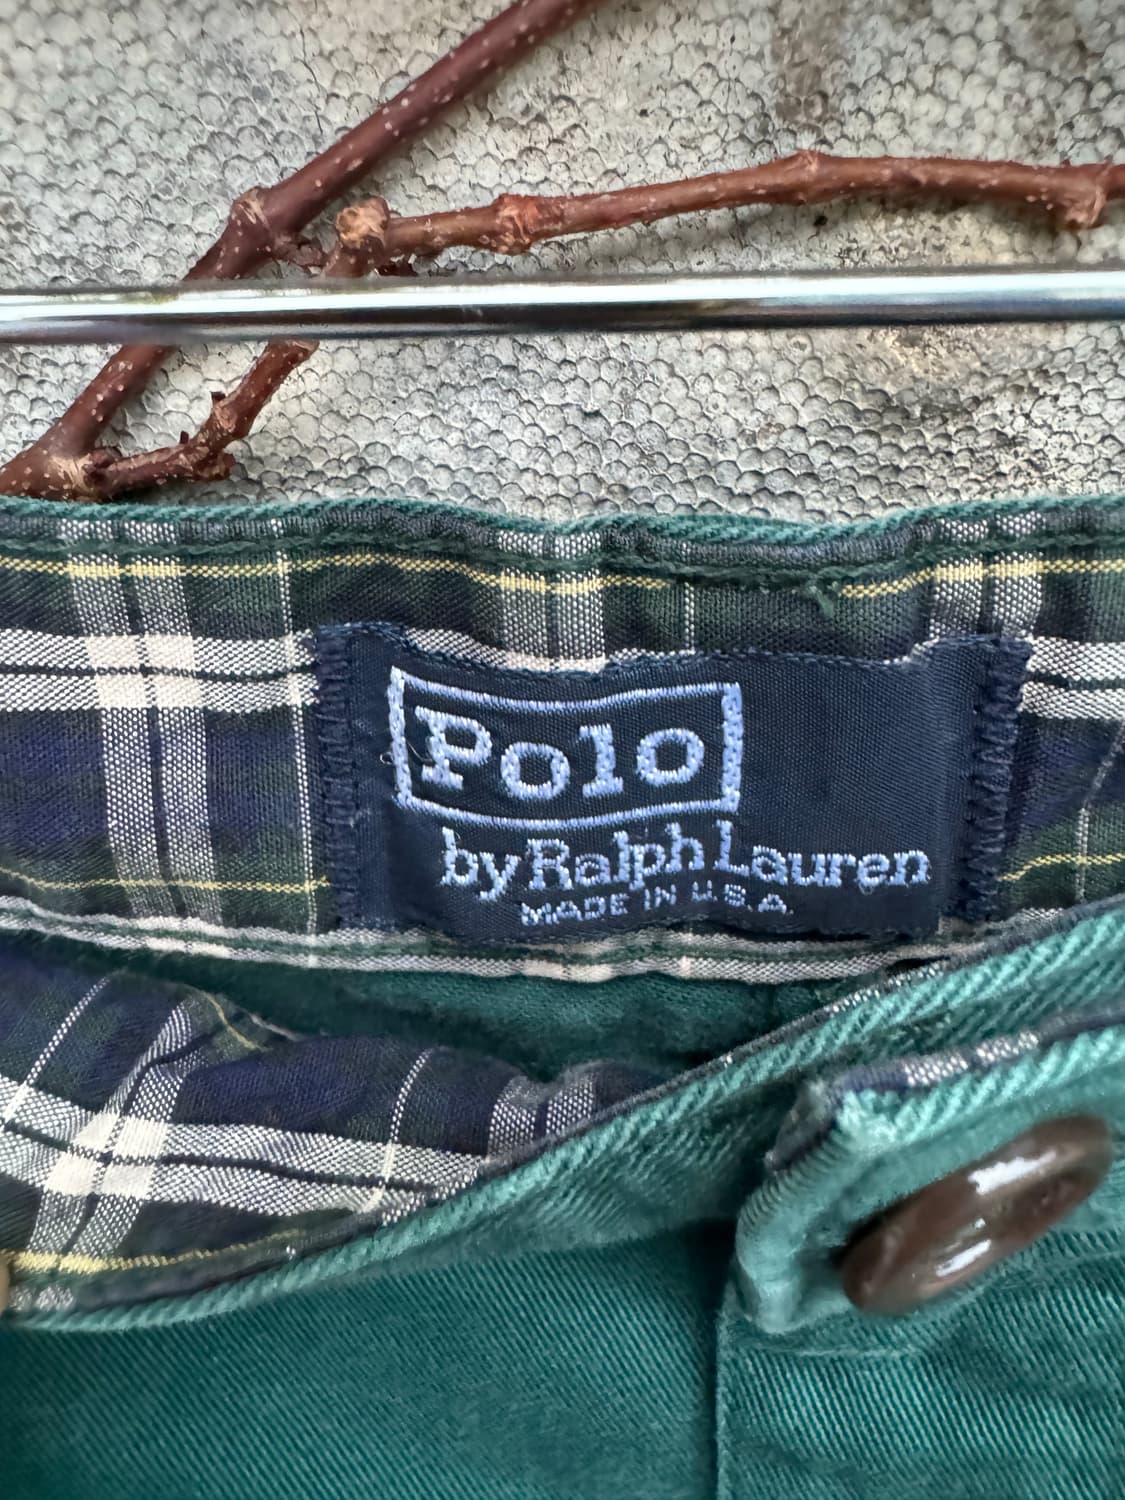 Polo
by Ralph Lauren
MADE IN U.S.A.